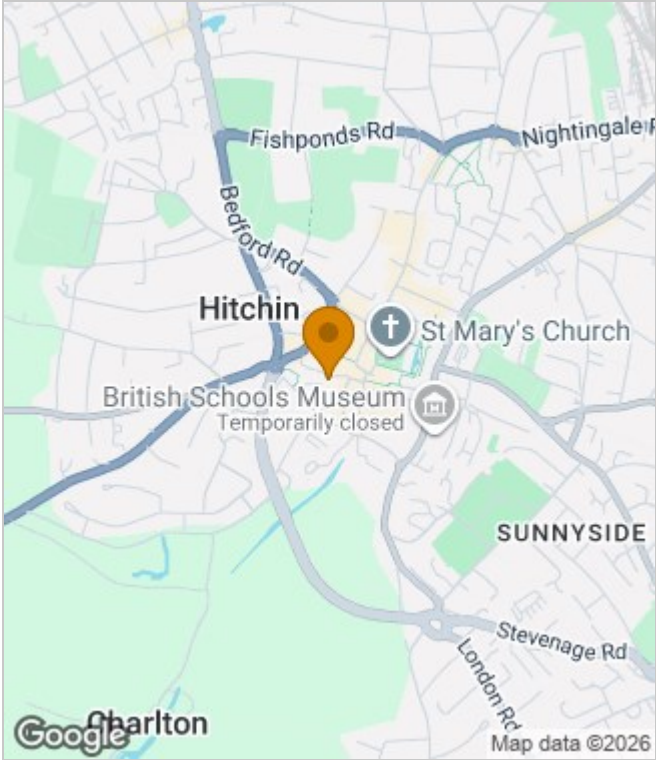 Fishponds Rd
Nightingale R
Bedford Rd
Hitchin
St Mary's Church
British Schools Museum
Temporarily closed
SUNNYSIDE
Stevenage Rd
London Rd
Charlton
Google
Map data ©2026